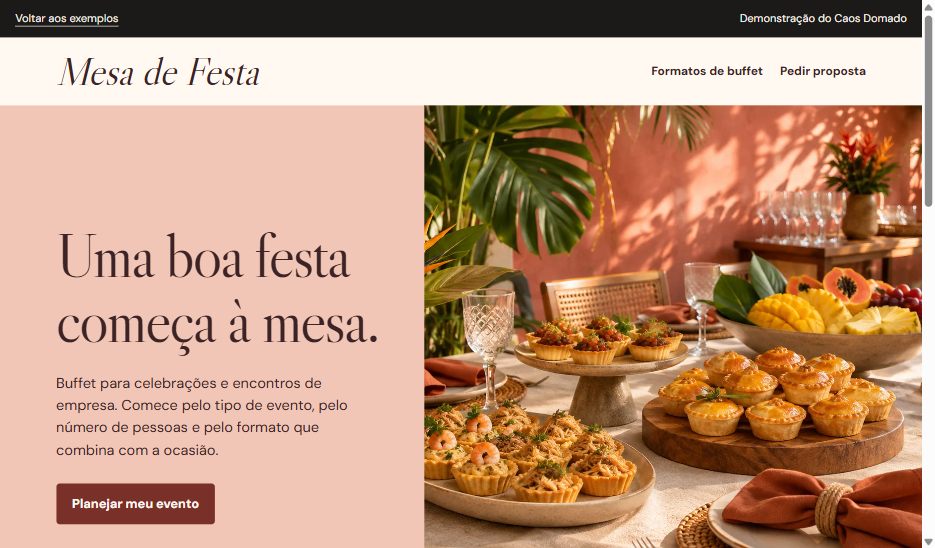 Voltar aos exemplos
Demonstração do Caos Domado
Mesa de Festa
Formatos de buffet
Pedir proposta
Uma boa festa
começa à mesa.
Buffet para celebrações e encontros de
empresa. Comece pelo tipo de evento, pelo
número de pessoas e pelo formato que
combina com a ocasião.
Planejar meu evento